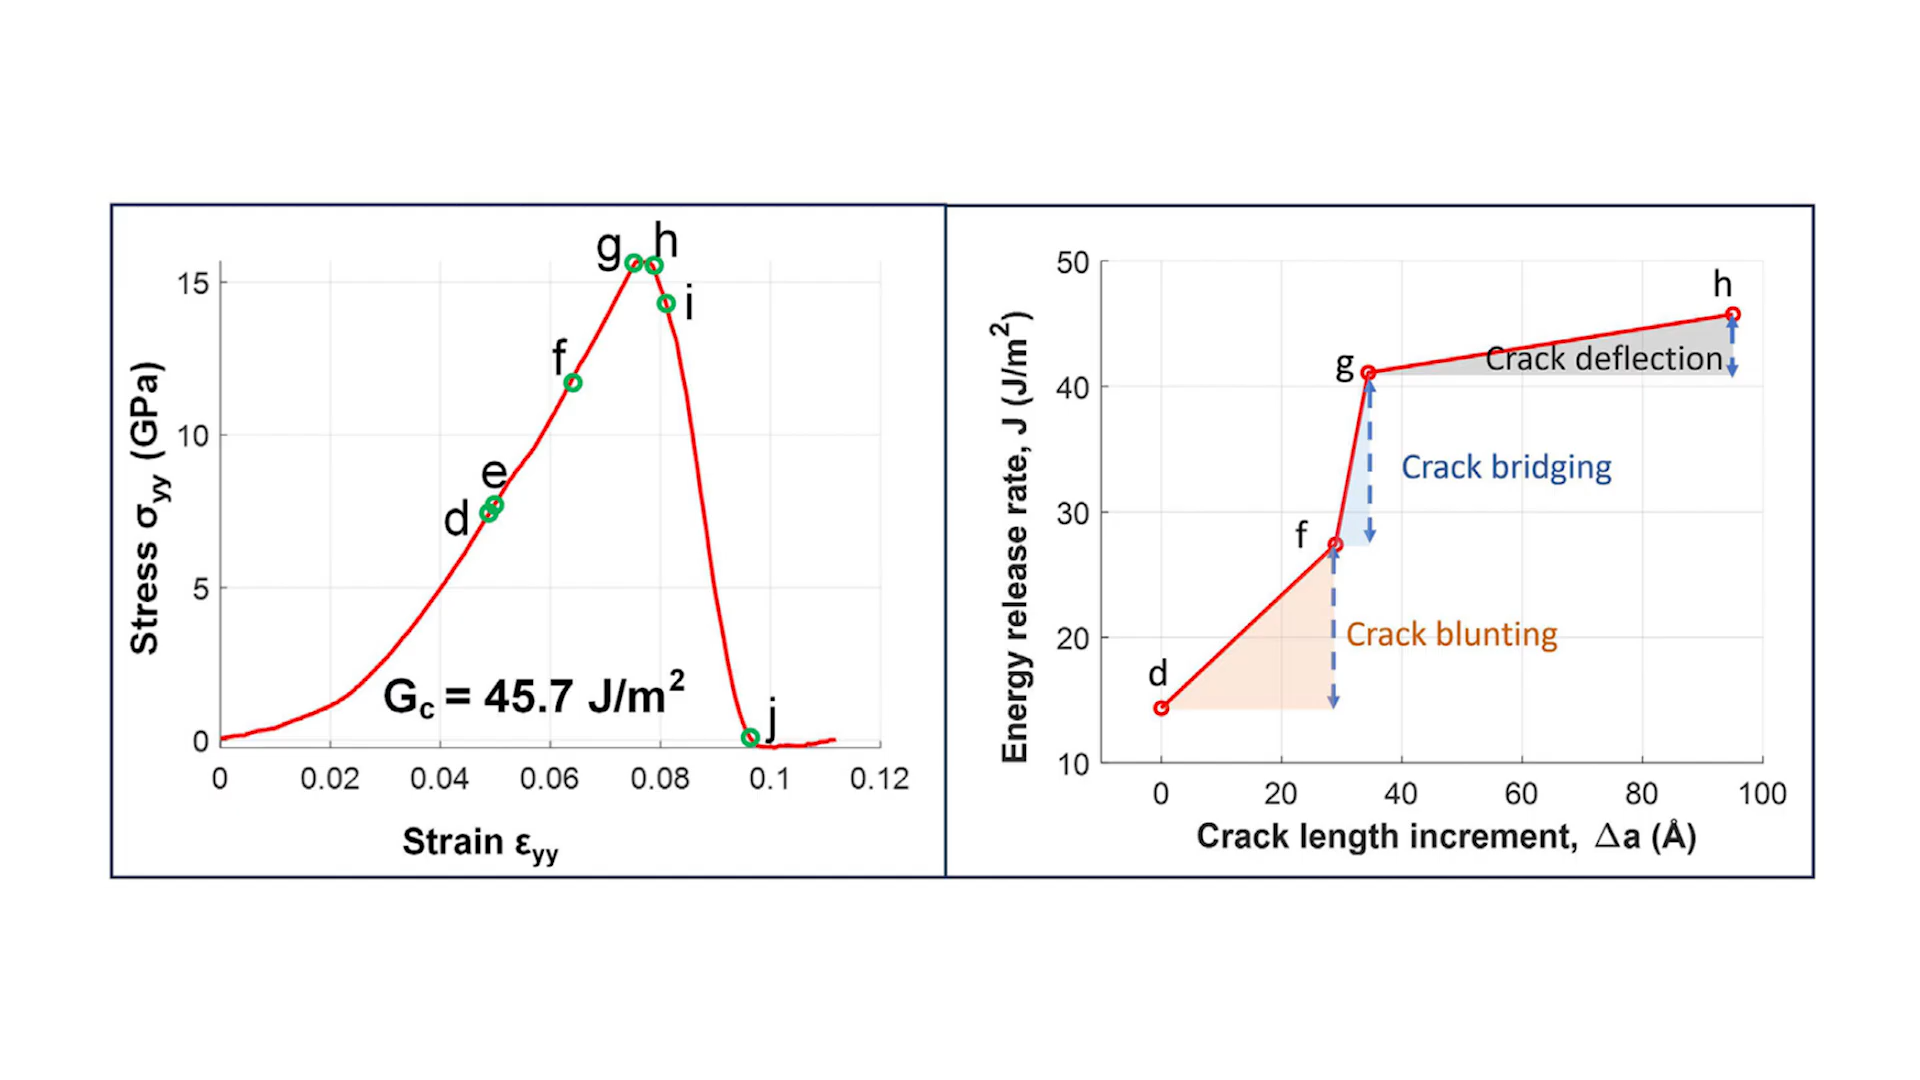 g h
15
i
f
Stress σyy (GPa)
10
e
d
5
Gc = 45.7 J/m²
j
0
0 0.02 0.04 0.06 0.08 0.1 0.12
Strain εyy
50
h
Crack deflection
g
40
Energy release rate, J (J/m²)
Crack bridging
f
30
Crack blunting
20
d
10
0 20 40 60 80 100
Crack length increment, Δa (Å)